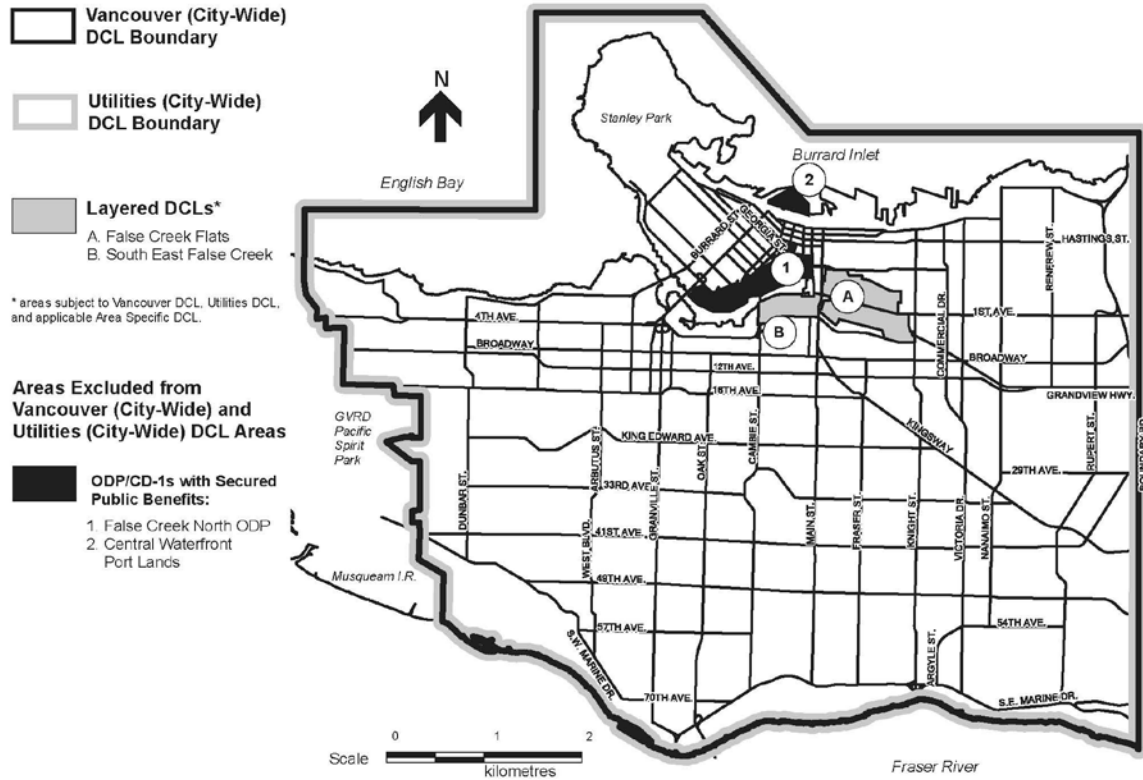 Vancouver (City-Wide)
DCL Boundary
Utilities (City-Wide)
DCL Boundary
Layered DCLs*
A. False Creek Flats
B. South East False Creek
* areas subject to Vancouver DCL, Utilities DCL,
and applicable Area Specific DCL.
Areas Excluded from
Vancouver (City-Wide) and
Utilities (City-Wide) DCL Areas
ODP/CD-1s with Secured
Public Benefits:
1. False Creek North ODP
2. Central Waterfront
Port Lands
N
Stanley Park
English Bay
Burrard Inlet
2
BURRARD ST.
GEORGIA ST.
HASTINGS ST.
RENFREW ST.
1
A
B
COMMERCIAL DR.
4TH AVE.
1ST AVE.
BROADWAY
BROADWAY
12TH AVE.
16TH AVE.
GRANDVIEW HWY.
GVRD
Pacific
Spirit
Park
KING EDWARD AVE.
KINGSWAY
RUPERT ST.
29TH AVE.
DUNBAR ST.
ARBUTUS ST.
OAK ST.
CAMBIE ST.
33RD AVE.
41ST AVE.
WEST BLVD.
GRANVILLE ST.
MAIN ST.
FRASER ST.
KNIGHT ST.
VICTORIA DR.
NANAIMO ST.
Musqueam I.R.
49TH AVE.
57TH AVE.
54TH AVE.
S.W. MARINE DR.
ARGYLE ST.
70TH AVE.
S.E. MARINE DR.
Scale
0
1
2
kilometres
Fraser River